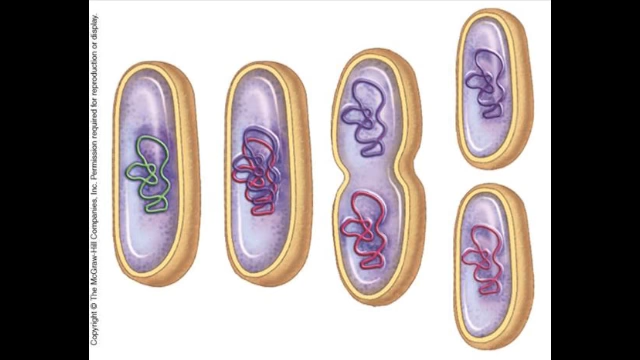 Copyright © The McGraw-Hill Companies, Inc. Permission required for reproduction or display.